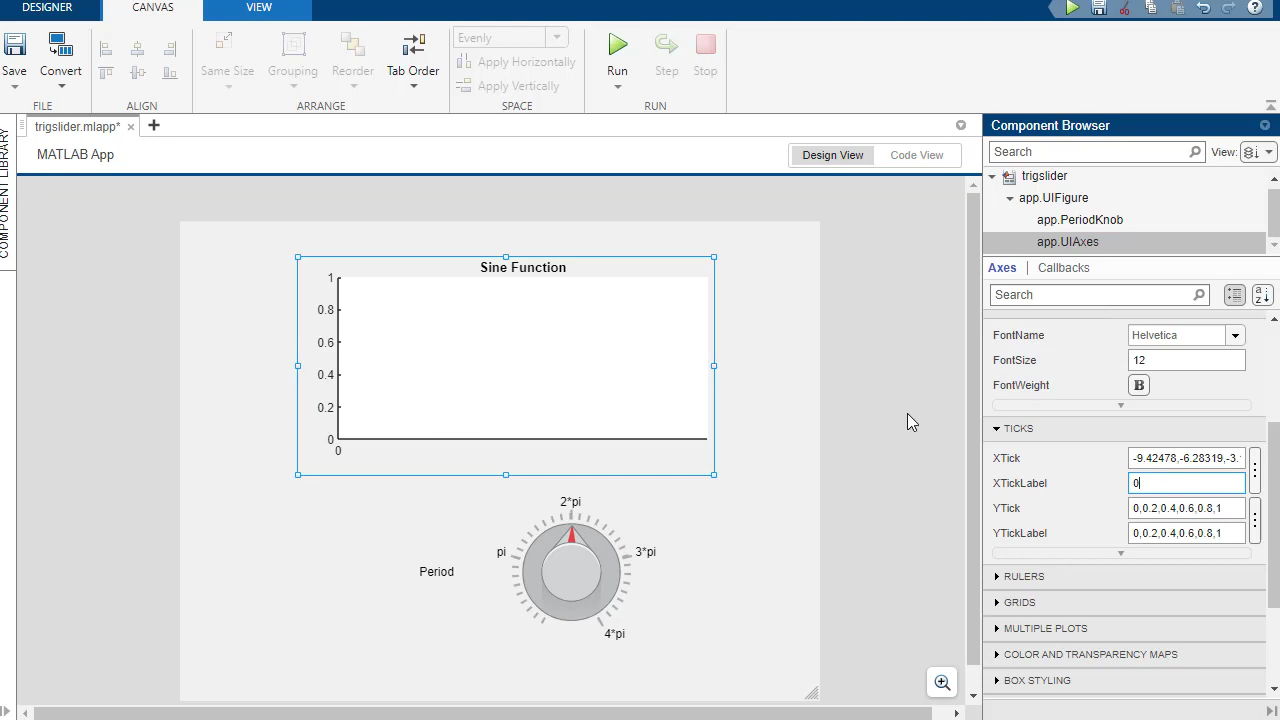 DESIGNER CANVAS VIEW
Save Convert Same Size Grouping Reorder Tab Order Evenly Apply Horizontally Apply Vertically Run Step Stop
FILE ALIGN ARRANGE SPACE RUN
COMPONENT LIBRARY
trigslider.mlapp*
MATLAB App Design View Code View
Sine Function
1
0.8
0.6
0.4
0.2
0
0
2*pi
pi 3*pi
Period
4*pi
Component Browser
Search View:
trigslider
app.UIFigure
app.PeriodKnob
app.UIAxes
Axes | Callbacks
Search
FontName Helvetica
FontSize 12
FontWeight B
TICKS
XTick -9.42478,-6.28319,-3.
XTickLabel 0
YTick 0,0.2,0.4,0.6,0.8,1
YTickLabel 0,0.2,0.4,0.6,0.8,1
RULERS
GRIDS
MULTIPLE PLOTS
COLOR AND TRANSPARENCY MAPS
BOX STYLING